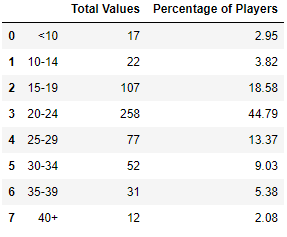 Total Values Percentage of Players
0 <10 17 2.95
1 10-14 22 3.82
2 15-19 107 18.58
3 20-24 258 44.79
4 25-29 77 13.37
5 30-34 52 9.03
6 35-39 31 5.38
7 40+ 12 2.08